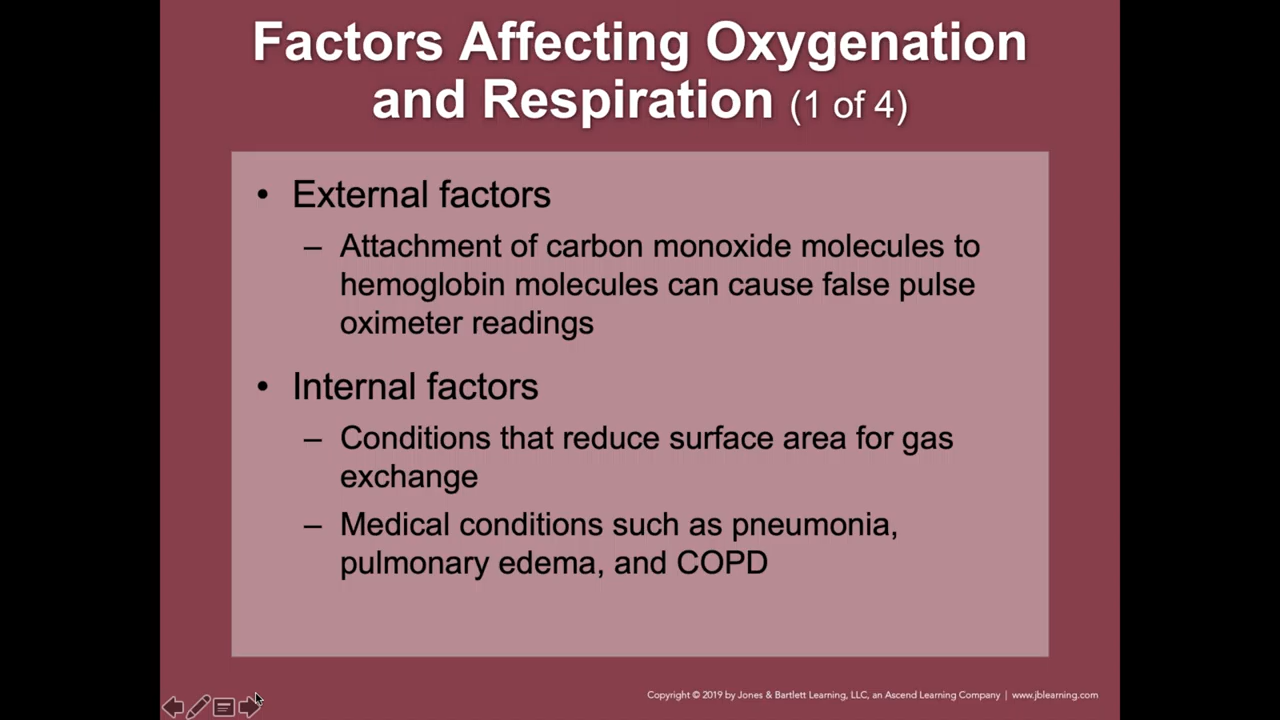 Factors Affecting Oxygenation
and Respiration (1 of 4)
• External factors
– Attachment of carbon monoxide molecules to
hemoglobin molecules can cause false pulse
oximeter readings
• Internal factors
– Conditions that reduce surface area for gas
exchange
– Medical conditions such as pneumonia,
pulmonary edema, and COPD
Copyright © 2019 by Jones & Bartlett Learning, LLC, an Ascend Learning Company | www.jblearning.com